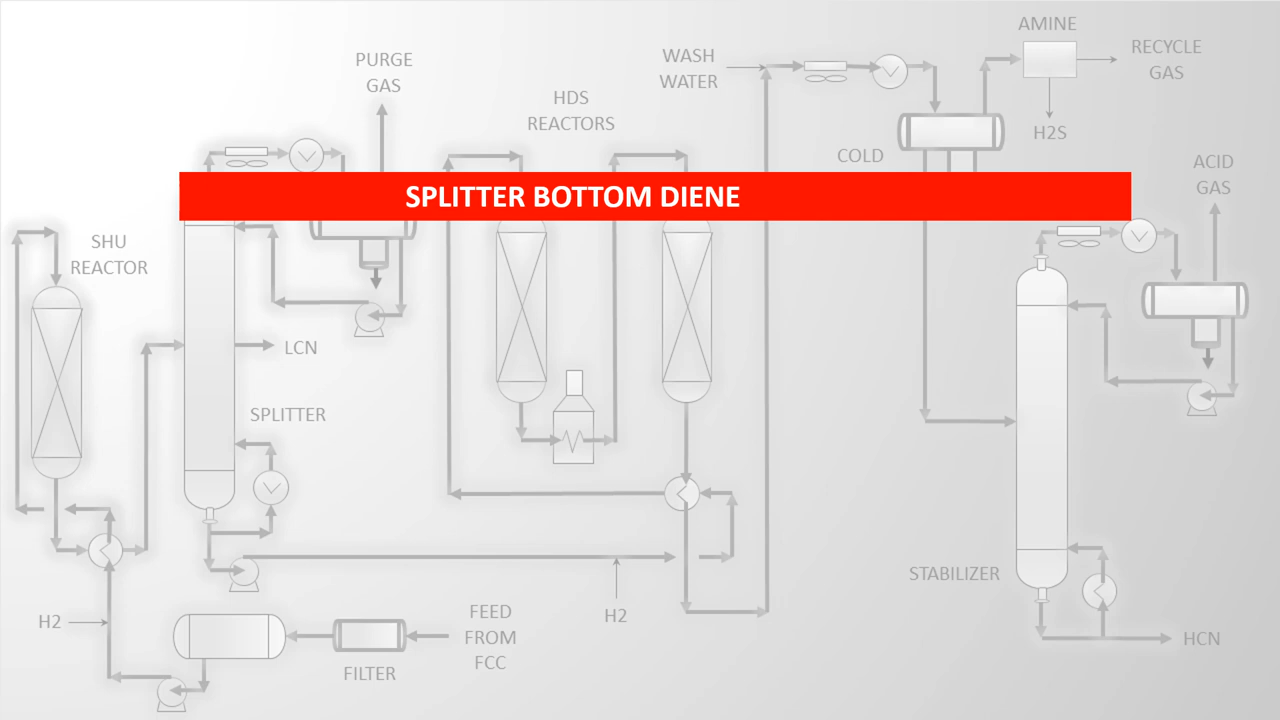 AMINE
RECYCLE
GAS
PURGE
GAS
WASH
WATER
HDS
REACTORS
H2S
COLD
ACID
GAS
SPLITTER BOTTOM DIENE
SHU
REACTOR
LCN
SPLITTER
STABILIZER
H2
FEED
FROM
FCC
H2
HCN
FILTER